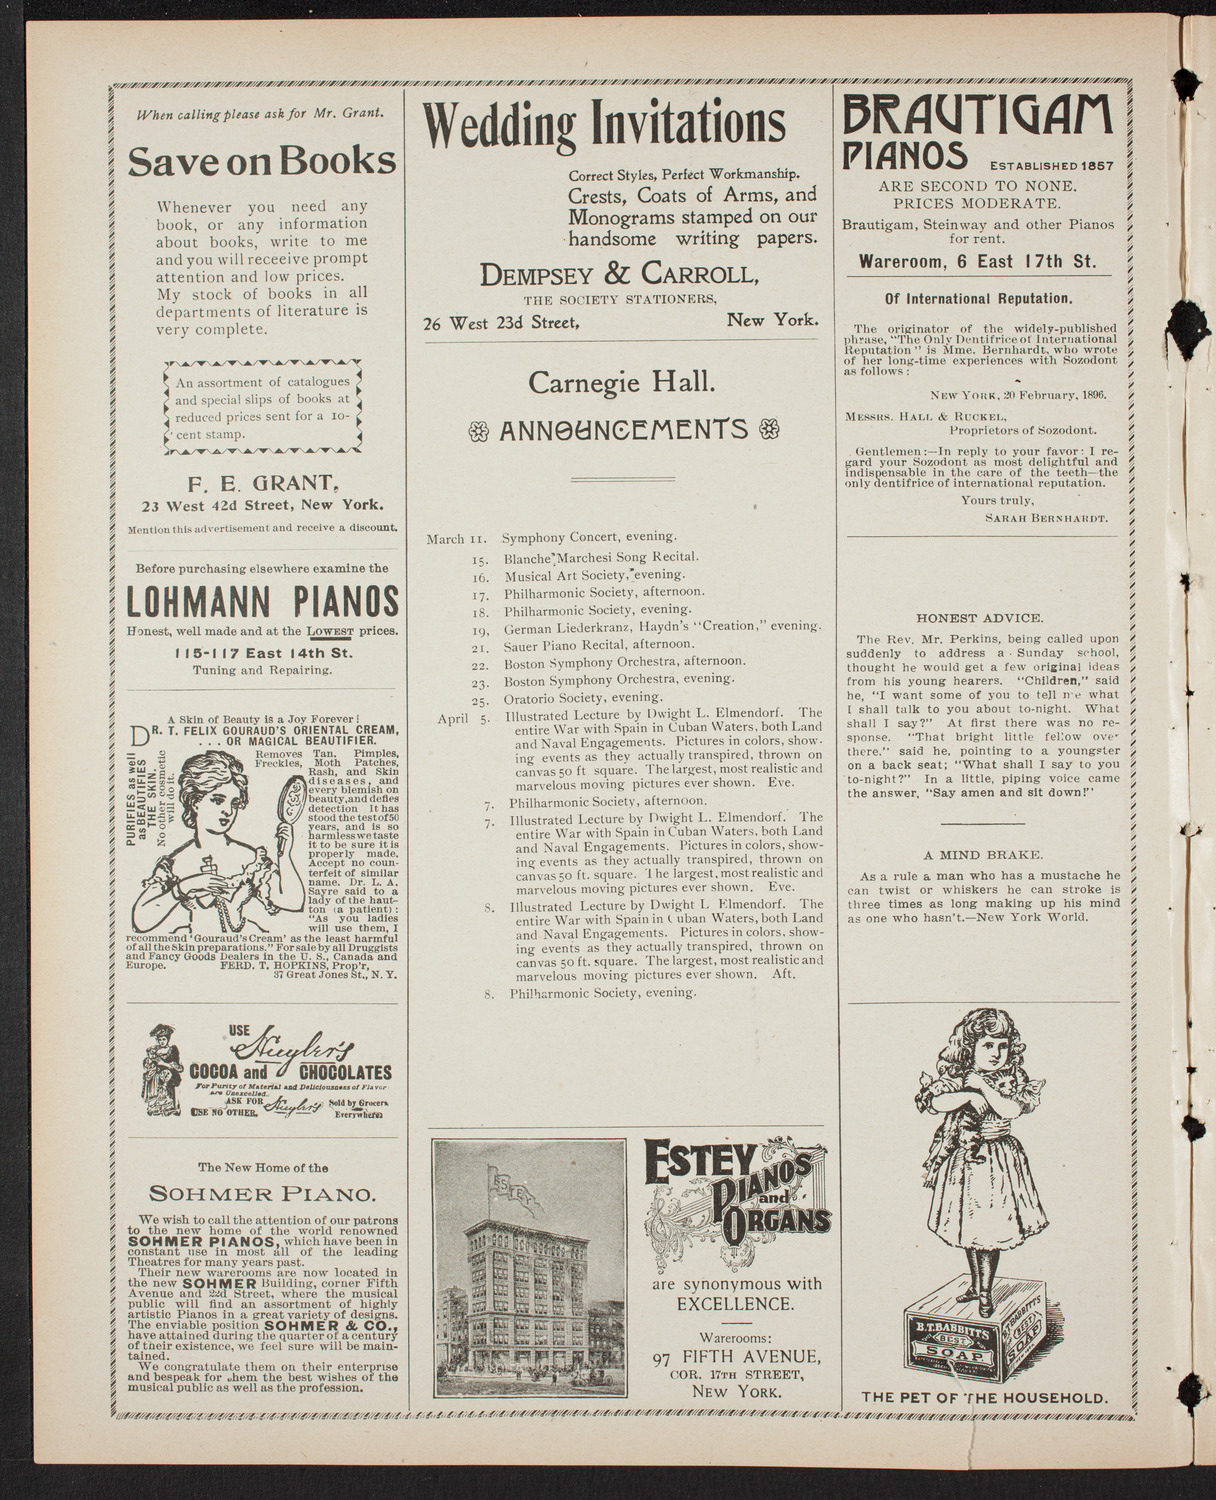 When calling please ask for Mr. Grant.
Save on Books
Whenever you need any
book, or any information
about books, write to me
and you will receeive prompt
attention and low prices.
My stock of books in all
departments of literature is
very complete.
An assortment of catalogues
and special slips of books at
reduced prices sent for a 10-
cent stamp.
F. E. GRANT,
23 West 42d Street, New York.
Mention this advertisement and receive a discount.
Before purchasing elsewhere examine the
LOHMANN PIANOS
Honest, well made and at the LOWEST prices.
115-117 East 14th St.
Tuning and Repairing.
A Skin of Beauty is a Joy Forever!
DR. T. FELIX GOURAUD'S ORIENTAL CREAM,
. . . OR MAGICAL BEAUTIFIER.
PURIFIES as well
as BEAUTIFIES
THE SKIN.
No other cosmetic
will do it.
Removes Tan, Pimples,
Freckles, Moth Patches,
Rash, and Skin
diseases, and
every blemish on
beauty, and defies
detection It has
stood the test of 50
years, and is so
harmless we taste
it to be sure it is
properly made.
Accept no coun-
terfeit of similar
name. Dr. L. A.
Sayre said to a
lady of the haut-
ton (a patient):
"As you ladies
will use them, I
recommend 'Gouraud's Cream' as the least harmful
of all the Skin preparations." For sale by all Druggists
and Fancy Goods Dealers in the U. S., Canada and
Europe. FERD. T. HOPKINS, Prop'r,
37 Great Jones St., N. Y.
USE
Huyler's
COCOA and CHOCOLATES
For Purity of Material and Deliciousness of Flavor
are Unexcelled.
ASK FOR Huyler's Sold by Grocers
USE NO OTHER. Everywhere
The New Home of the
SOHMER PIANO.
We wish to call the attention of our patrons
to the new home of the world renowned
SOHMER PIANOS, which have been in
constant use in most all of the leading
Theatres for many years past.
Their new warerooms are now located in
the new SOHMER Building, corner Fifth
Avenue and 22d Street, where the musical
public will find an assortment of highly
artistic Pianos in a great variety of designs.
The enviable position SOHMER & CO.,
have attained during the quarter of a century
of their existence, we feel sure will be main-
tained.
We congratulate them on their enterprise
and bespeak for them the best wishes of the
musical public as well as the profession.
Wedding Invitations
Correct Styles, Perfect Workmanship.
Crests, Coats of Arms, and
Monograms stamped on our
handsome writing papers.
DEMPSEY & CARROLL,
THE SOCIETY STATIONERS,
26 West 23d Street, New York.
Carnegie Hall.
ANNOUNCEMENTS
March 11. Symphony Concert, evening.
15. Blanche Marchesi Song Recital.
16. Musical Art Society, evening.
17. Philharmonic Society, afternoon.
18. Philharmonic Society, evening.
19, German Liederkranz, Haydn's "Creation," evening.
21. Sauer Piano Recital, afternoon.
22. Boston Symphony Orchestra, afternoon.
23. Boston Symphony Orchestra, evening.
25. Oratorio Society, evening.
April 5. Illustrated Lecture by Dwight L. Elmendorf. The
entire War with Spain in Cuban Waters, both Land
and Naval Engagements. Pictures in colors, show-
ing events as they actually transpired, thrown on
canvas 50 ft square. The largest, most realistic and
marvelous moving pictures ever shown. Eve.
7. Philharmonic Society, afternoon.
7. Illustrated Lecture by Dwight L. Elmendorf. The
entire War with Spain in Cuban Waters, both Land
and Naval Engagements. Pictures in colors, show-
ing events as they actually transpired, thrown on
canvas 50 ft. square. The largest, most realistic and
marvelous moving pictures ever shown. Eve.
8. Illustrated Lecture by Dwight L Elmendorf. The
entire War with Spain in Cuban Waters, both Land
and Naval Engagements. Pictures in colors, show-
ing events as they actually transpired, thrown on
canvas 50 ft. square. The largest, most realistic and
marvelous moving pictures ever shown. Aft.
8. Philharmonic Society, evening.
ESTEY
ESTEY
PIANOS
and
ORGANS
are synonymous with
EXCELLENCE.
Warerooms:
97 FIFTH AVENUE,
COR. 17TH STREET,
NEW YORK.
BRAUTIGAM
PIANOS ESTABLISHED 1857
ARE SECOND TO NONE.
PRICES MODERATE.
Brautigam, Steinway and other Pianos
for rent.
Wareroom, 6 East 17th St.
Of International Reputation.
The originator of the widely-published
phrase, "The Only Dentifrice of International
Reputation" is Mme. Bernhardt, who wrote
of her long-time experiences with Sozodont
as follows:
NEW YORK, 20 February, 1896.
MESSRS. HALL & RUCKEL,
Proprietors of Sozodont.
Gentlemen:—In reply to your favor: I re-
gard your Sozodont as most delightful and
indispensable in the care of the teeth—the
only dentifrice of international reputation.
Yours truly,
SARAH BERNHARDT.
HONEST ADVICE.
The Rev. Mr. Perkins, being called upon
suddenly to address a Sunday school,
thought he would get a few original ideas
from his young hearers. "Children," said
he, "I want some of you to tell me what
I shall talk to you about to-night. What
shall I say?" At first there was no re-
sponse. "That bright little fellow over
there." said he, pointing to a youngster
on a back seat; "What shall I say to you
to-night?" In a little, piping voice came
the answer, "Say amen and sit down!"
A MIND BRAKE.
As a rule a man who has a mustache he
can twist or whiskers he can stroke is
three times as long making up his mind
as one who hasn't.—New York World.
B.T. BABBITT'S
BEST
SOAP
B.T. BABBITT'S
BEST
SOAP
THE PET OF THE HOUSEHOLD.